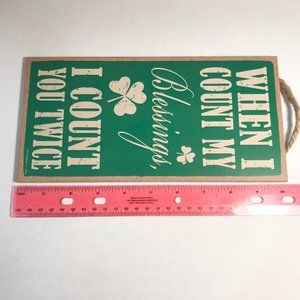 WHEN I
COUNT MY
Blessings,
I COUNT
YOU TWICE